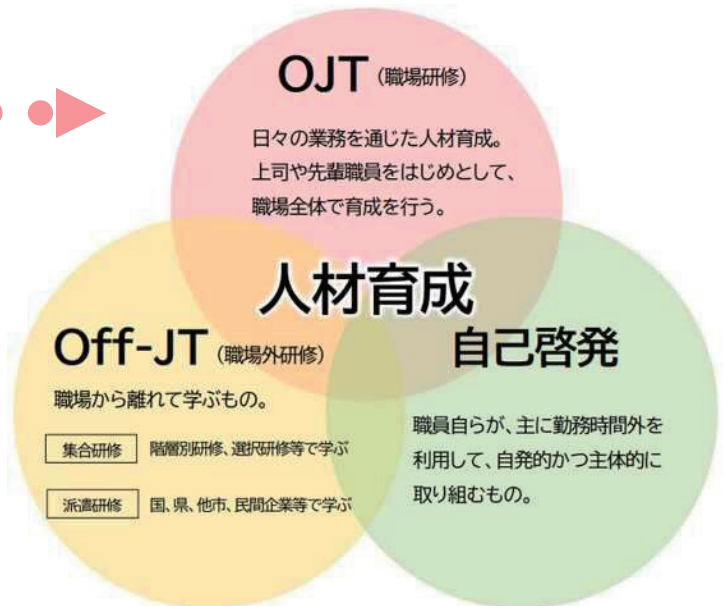 OJT(職場研修)
日々の業務を通じた人材育成。
上司や先輩職員をはじめとして、
職場全体で育成を行う。
人材育成
Off-JT(職場外研修)
職場から離れて学ぶもの。
集合研修 階層別研修、選択研修等で学ぶ
派遣研修 国、県、他市、民間企業等で学ぶ
自己啓発
職員自らが、主に勤務時間外を
利用して、自発的かつ主体的に
取り組むもの。